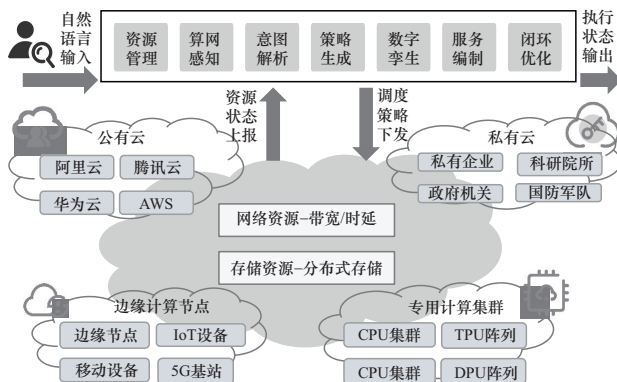 自然
语言
输入
资源
管理
算网
感知
意图
解析
策略
生成
数字
孪生
服务
编制
闭环
优化
执行
状态
输出
资源
状态
上报
调度
策略
下发
公有云
阿里云
腾讯云
华为云
AWS
私有云
私有企业
科研院所
政府机关
国防军队
网络资源–带宽/时延
存储资源–分布式存储
边缘计算节点
边缘节点
IoT设备
移动设备
5G基站
专用计算集群
CPU集群
TPU阵列
CPU集群
DPU阵列